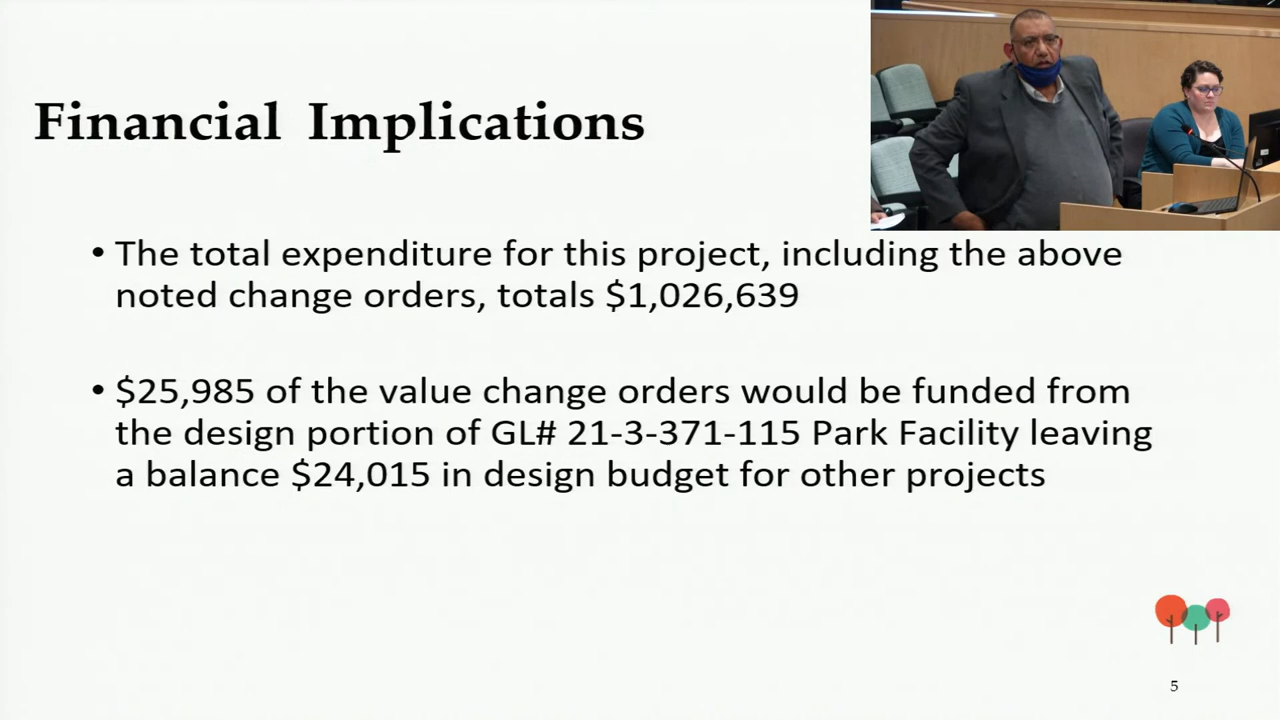 Financial Implications
• The total expenditure for this project, including the above
noted change orders, totals $1,026,639
• $25,985 of the value change orders would be funded from
the design portion of GL# 21-3-371-115 Park Facility leaving
a balance $24,015 in design budget for other projects
5